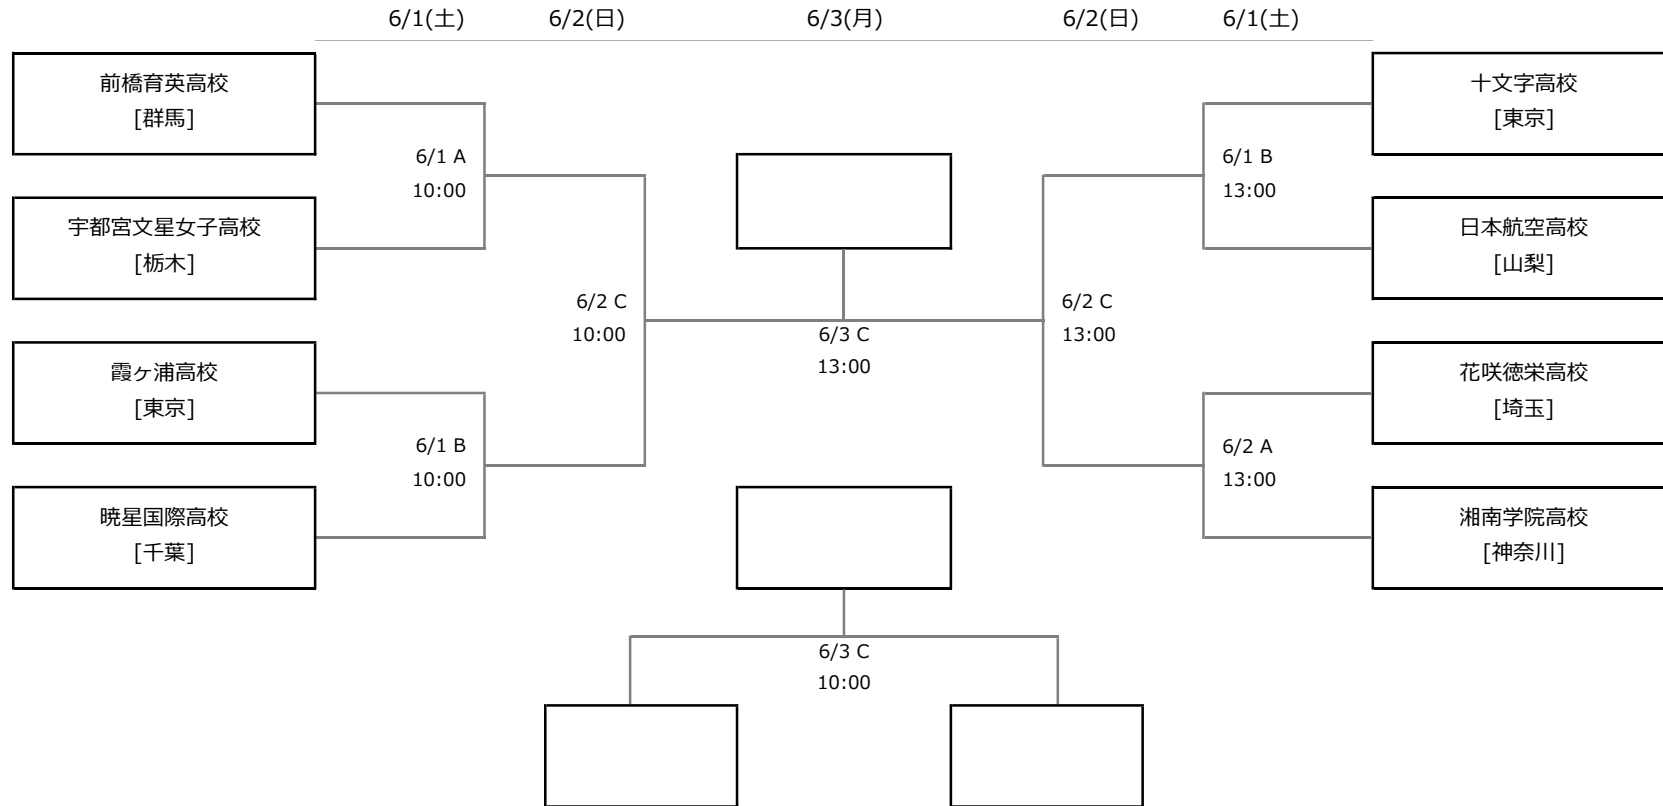 6/1(土) 6/2(日) 6/3(月) 6/2(日) 6/1(土)
前橋育英高校
[群馬]
6/1 A
10:00
宇都宮文星女子高校
[栃木]
6/2 C
10:00
霞ヶ浦高校
[東京]
6/1 B
10:00
暁星国際高校
[千葉]
6/3 C
13:00
6/3 C
10:00
十文字高校
[東京]
6/1 B
13:00
日本航空高校
[山梨]
6/2 C
13:00
花咲徳栄高校
[埼玉]
6/2 A
13:00
湘南学院高校
[神奈川]